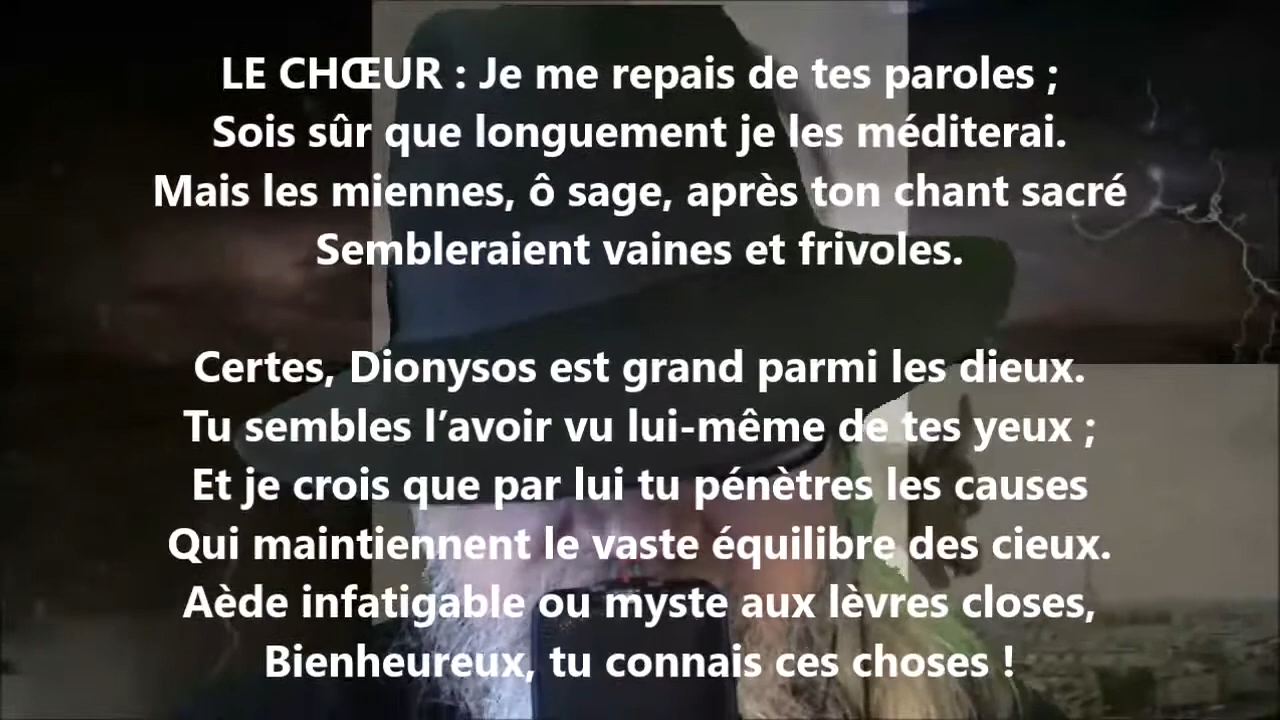 LE CHŒUR : Je me repais de tes paroles ;
Sois sûr que longuement je les méditerai.
Mais les miennes, ô sage, après ton chant sacré
Sembleraient vaines et frivoles.
Certes, Dionysos est grand parmi les dieux.
Tu sembles l’avoir vu lui-même de tes yeux ;
Et je crois que par lui tu pénètres les causes
Qui maintiennent le vaste équilibre des cieux.
Aède infatigable ou myste aux lèvres closes,
Bienheureux, tu connais ces choses !